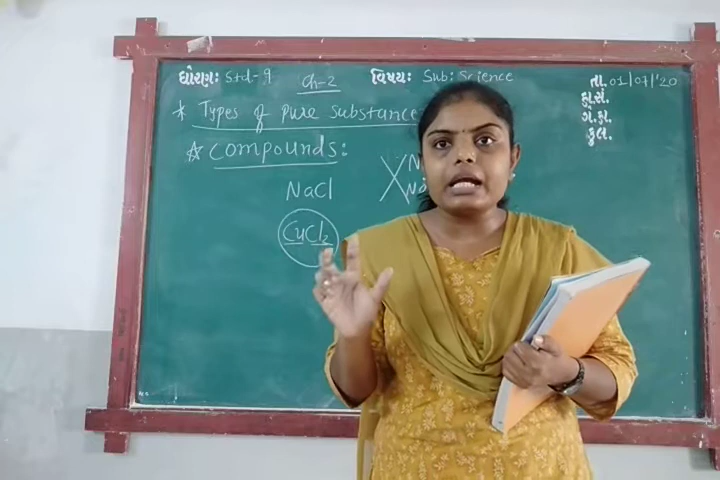 ધોરણ: Std-9 Ch-2 વિષય: Sub: Science તા. 01/07/'20
ફા.સં.
ગે.ફા.
કુલ.
* Types of pure Substance
* Compounds:
NaCl
CuCl₂